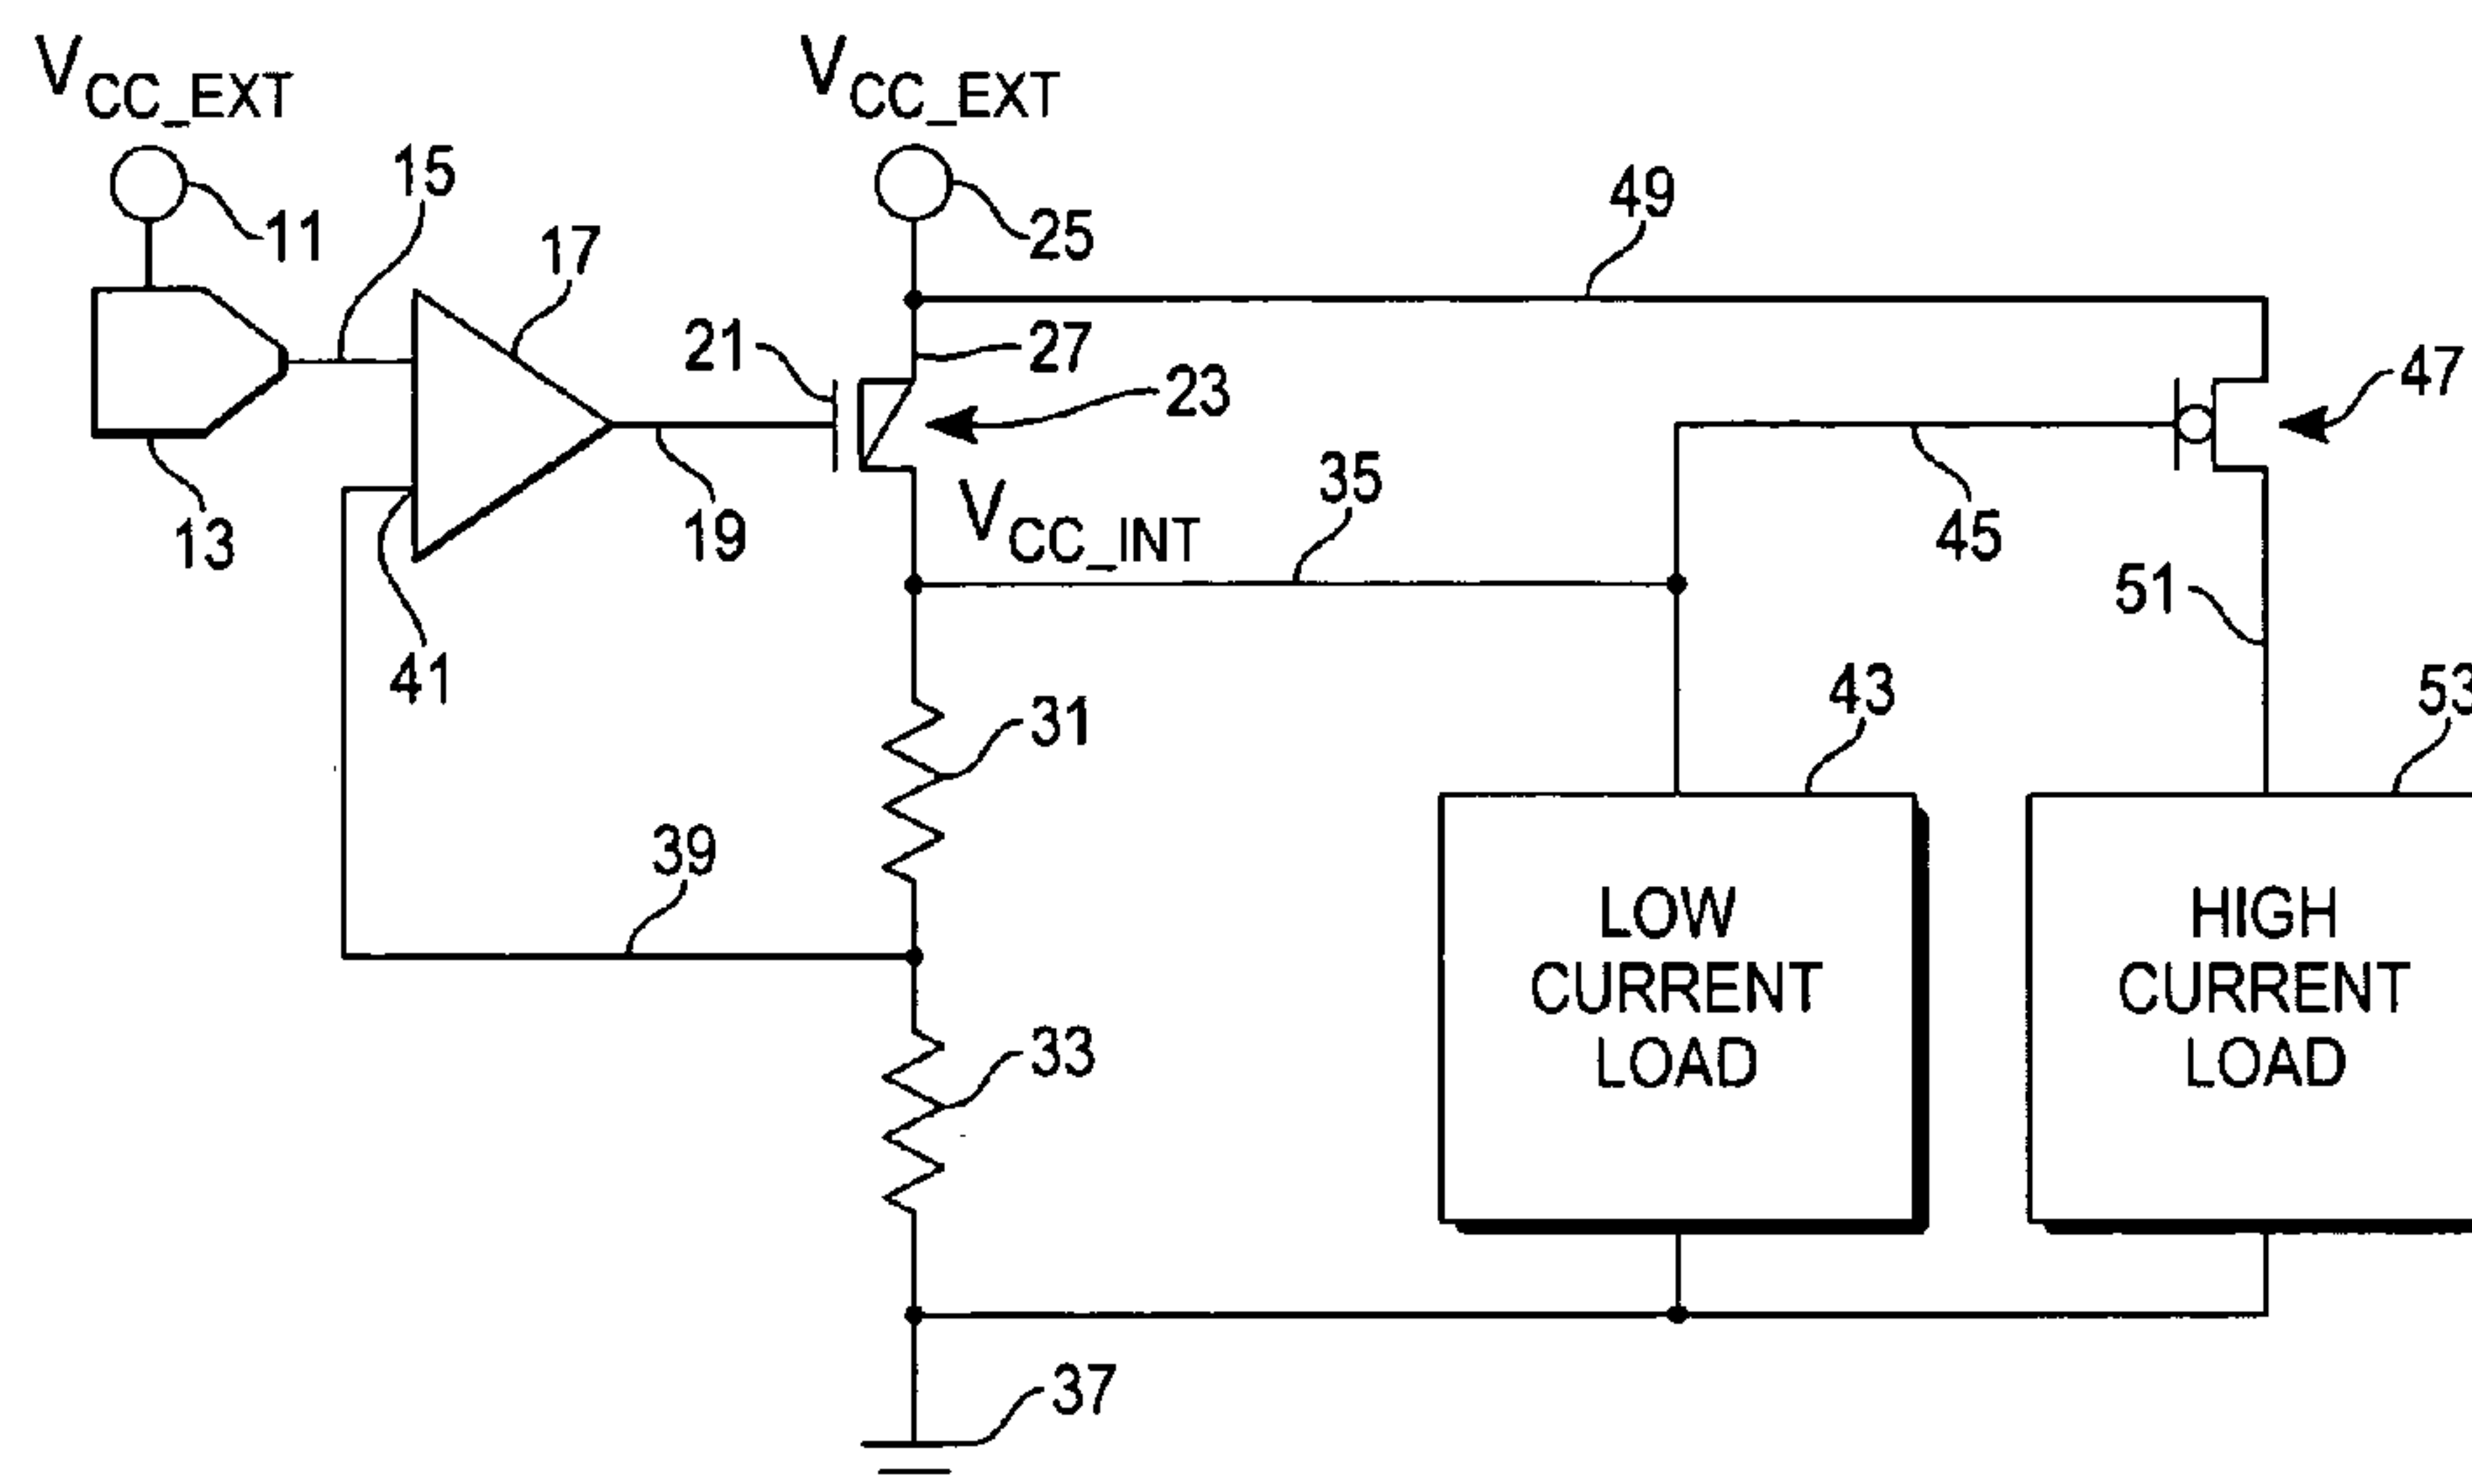 VCC_EXT
VCC_EXT
15
49
11
25
17
21
27
23
47
35
VCC_INT
13
19
45
51
41
31
43
53
39
LOW
CURRENT
LOAD
HIGH
CURRENT
LOAD
33
37